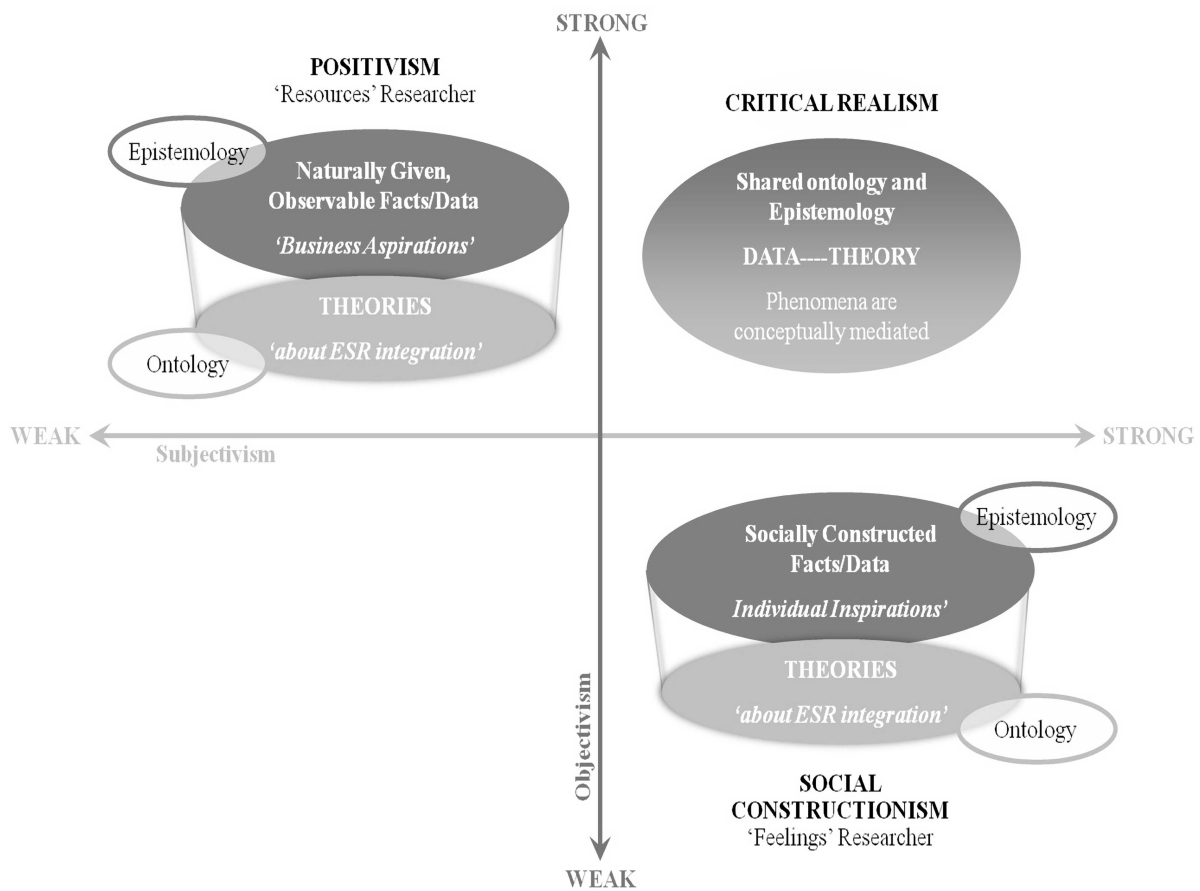 STRONG
POSITIVISM
‘Resources’ Researcher
Epistemology
Naturally Given,
Observable Facts/Data
‘Business Aspirations’
THEORIES
‘about ESR integration’
Ontology
CRITICAL REALISM
Shared ontology and
Epistemology
DATA----THEORY
Phenomena are
conceptually mediated
WEAK
Subjectivism
STRONG
Socially Constructed
Facts/Data
Individual Inspirations’
Epistemology
THEORIES
‘about ESR integration’
Ontology
Objectivism
SOCIAL
CONSTRUCTIONISM
‘Feelings’ Researcher
WEAK